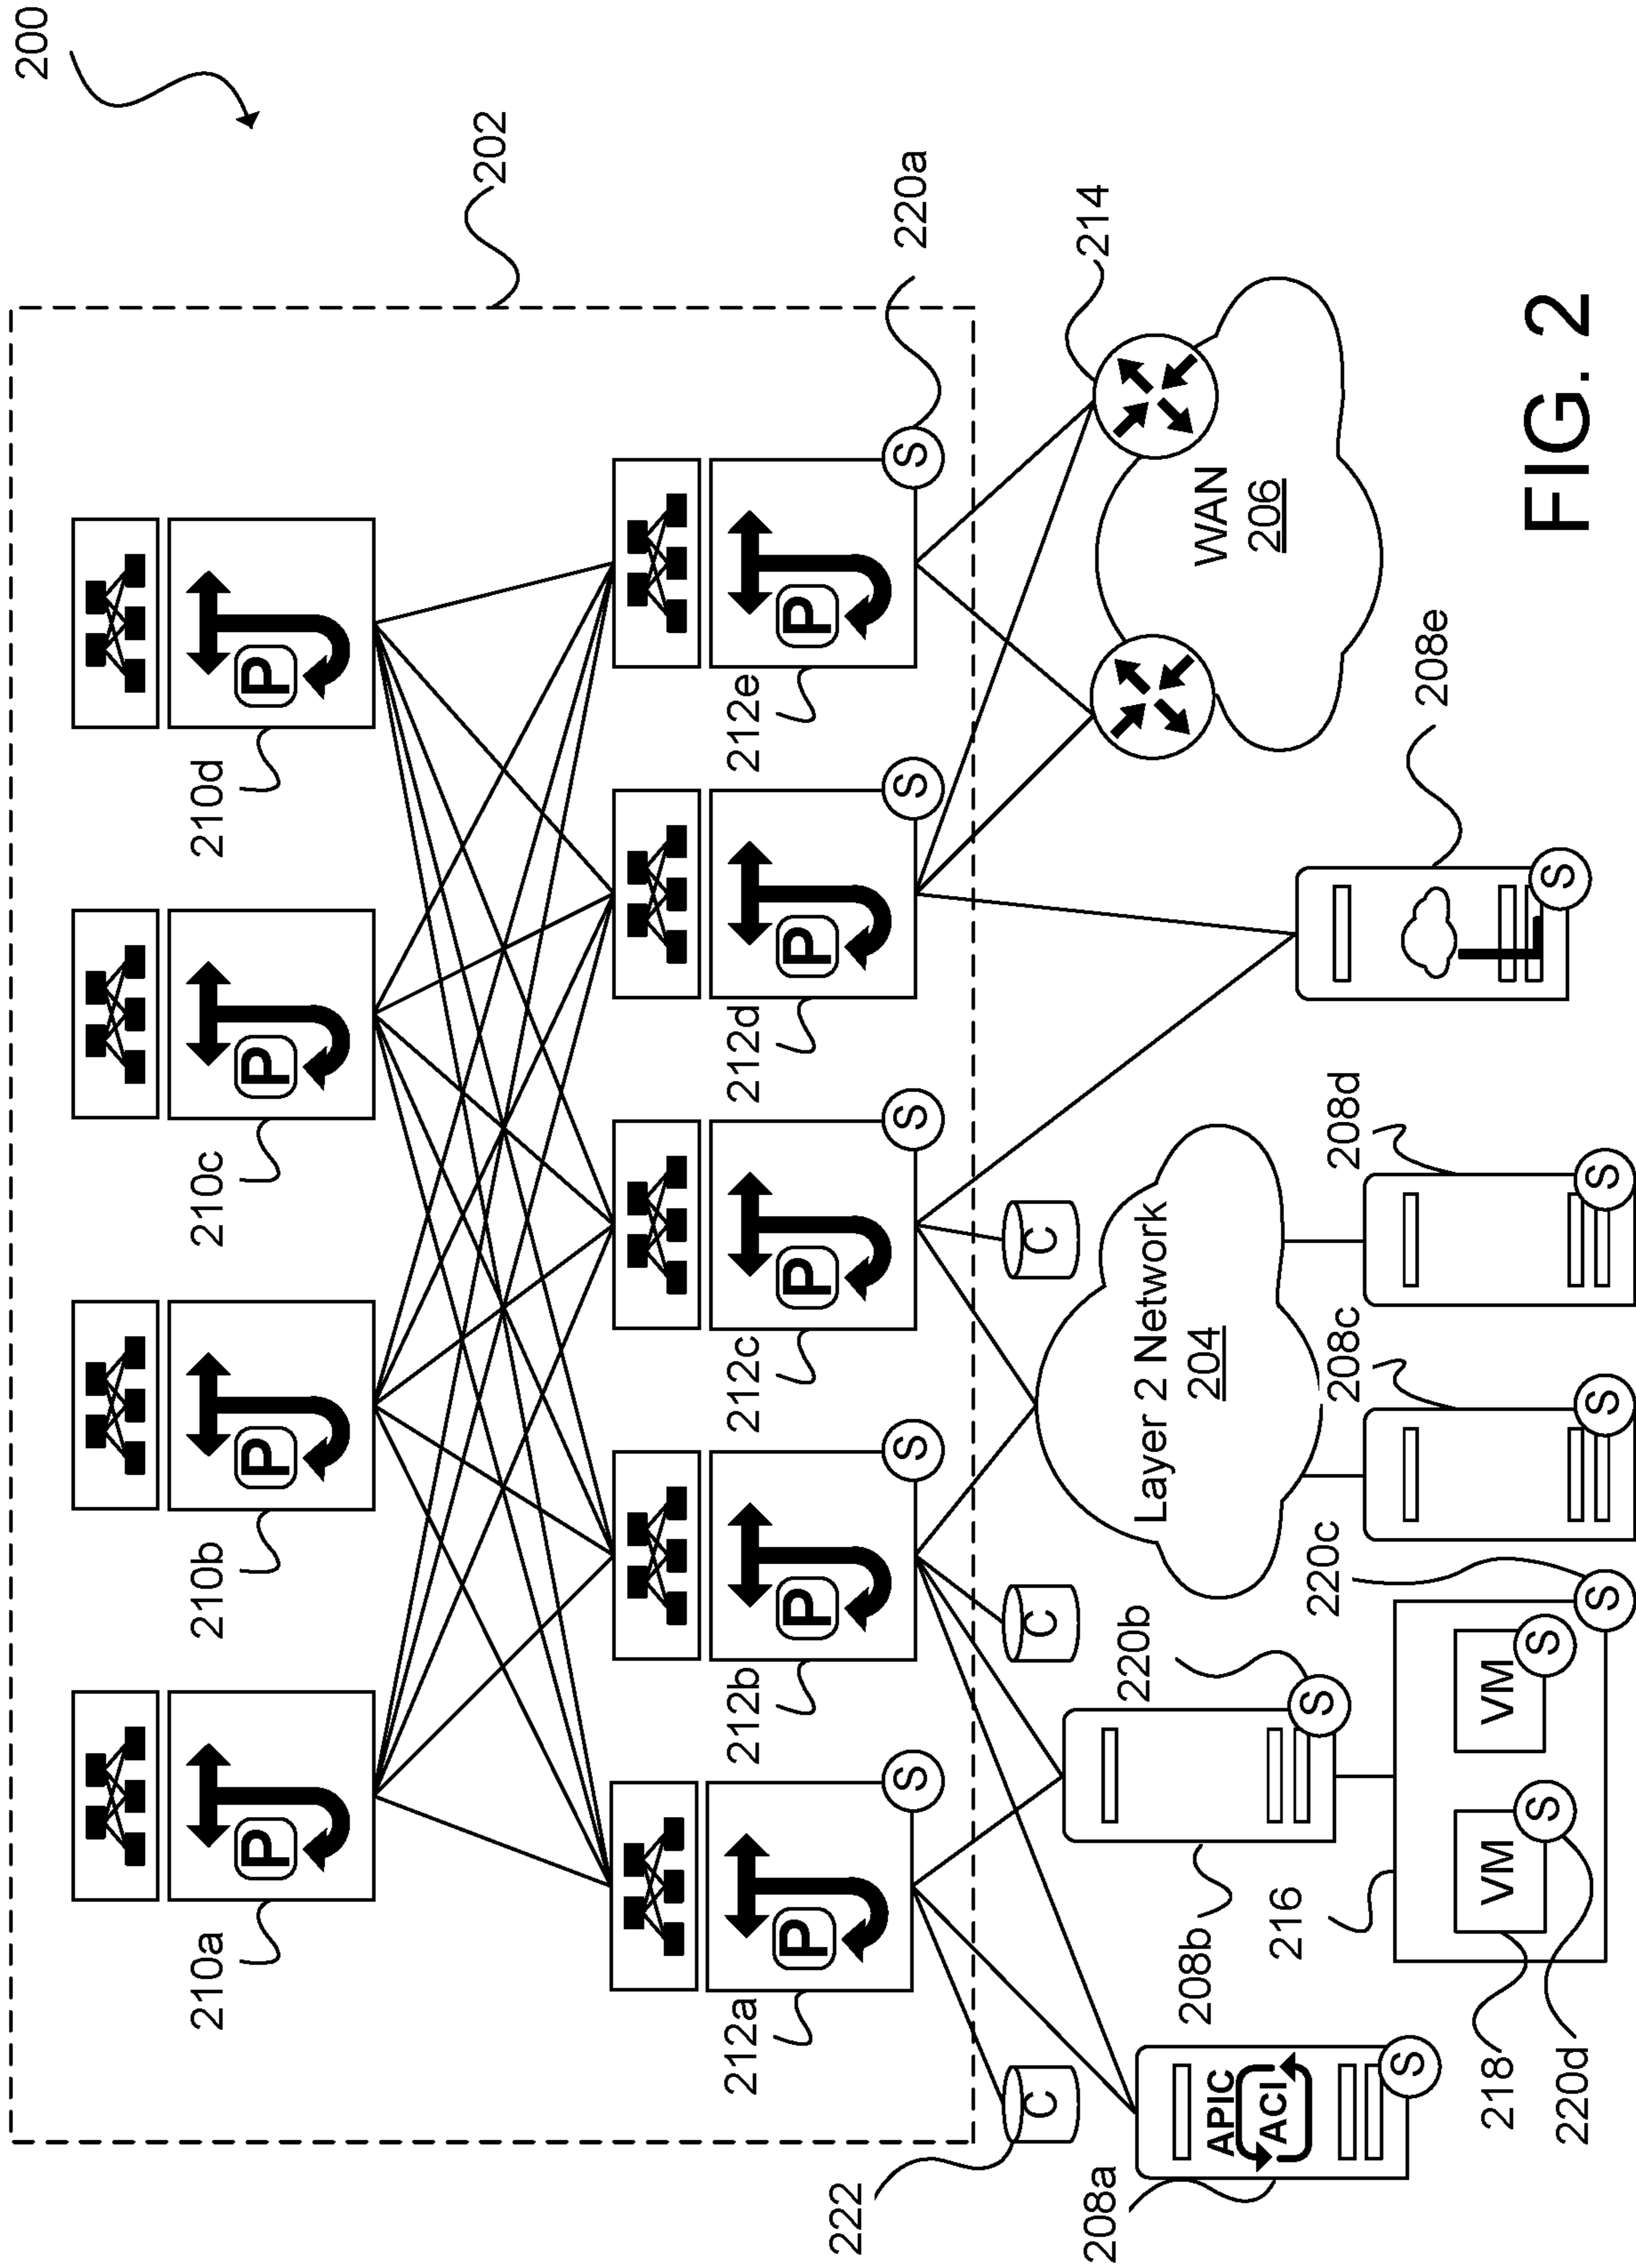 200
202
210a
210b
210c
210d
P
P
P
P
212a
212b
212c
212d
212e
P
P
P
P
P
S
S
S
S
S
220a
222
C
C
C
214
208a
APIC
ACI
S
208b
220b
S
Layer 2 Network
204
WAN
206
216
220c
S
VM
S
VM
S
218
220d
208c
S
208d
S
208e
S
FIG. 2